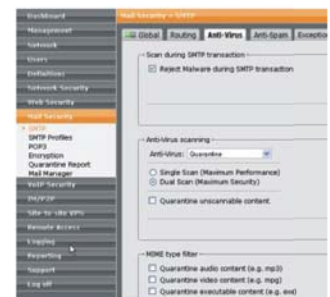 Dashboard
Management
Network
Users
Definitions
Network Security
Web Security
Mail Security
SMTP
SMTP Profiles
POP3
Encryption
Quarantine Report
Mail Manager
VoIP Security
IM/P2P
Site-to-site VPN
Remote Access
Logging
Reporting
Support
Log off
Mail Security » SMTP
Global
Routing
Anti-Virus
Anti-Spam
Exception
Scan during SMTP transaction
Reject Malware during SMTP transaction
Anti-Virus scanning
Anti-Virus: Quarantine
Single Scan (Maximum Performance)
Dual Scan (Maximum Security)
Quarantine unscannable content
MIME type filter
Quarantine audio content (e.g. mp3)
Quarantine video content (e.g. mpg)
Quarantine executable content (e.g. exe)